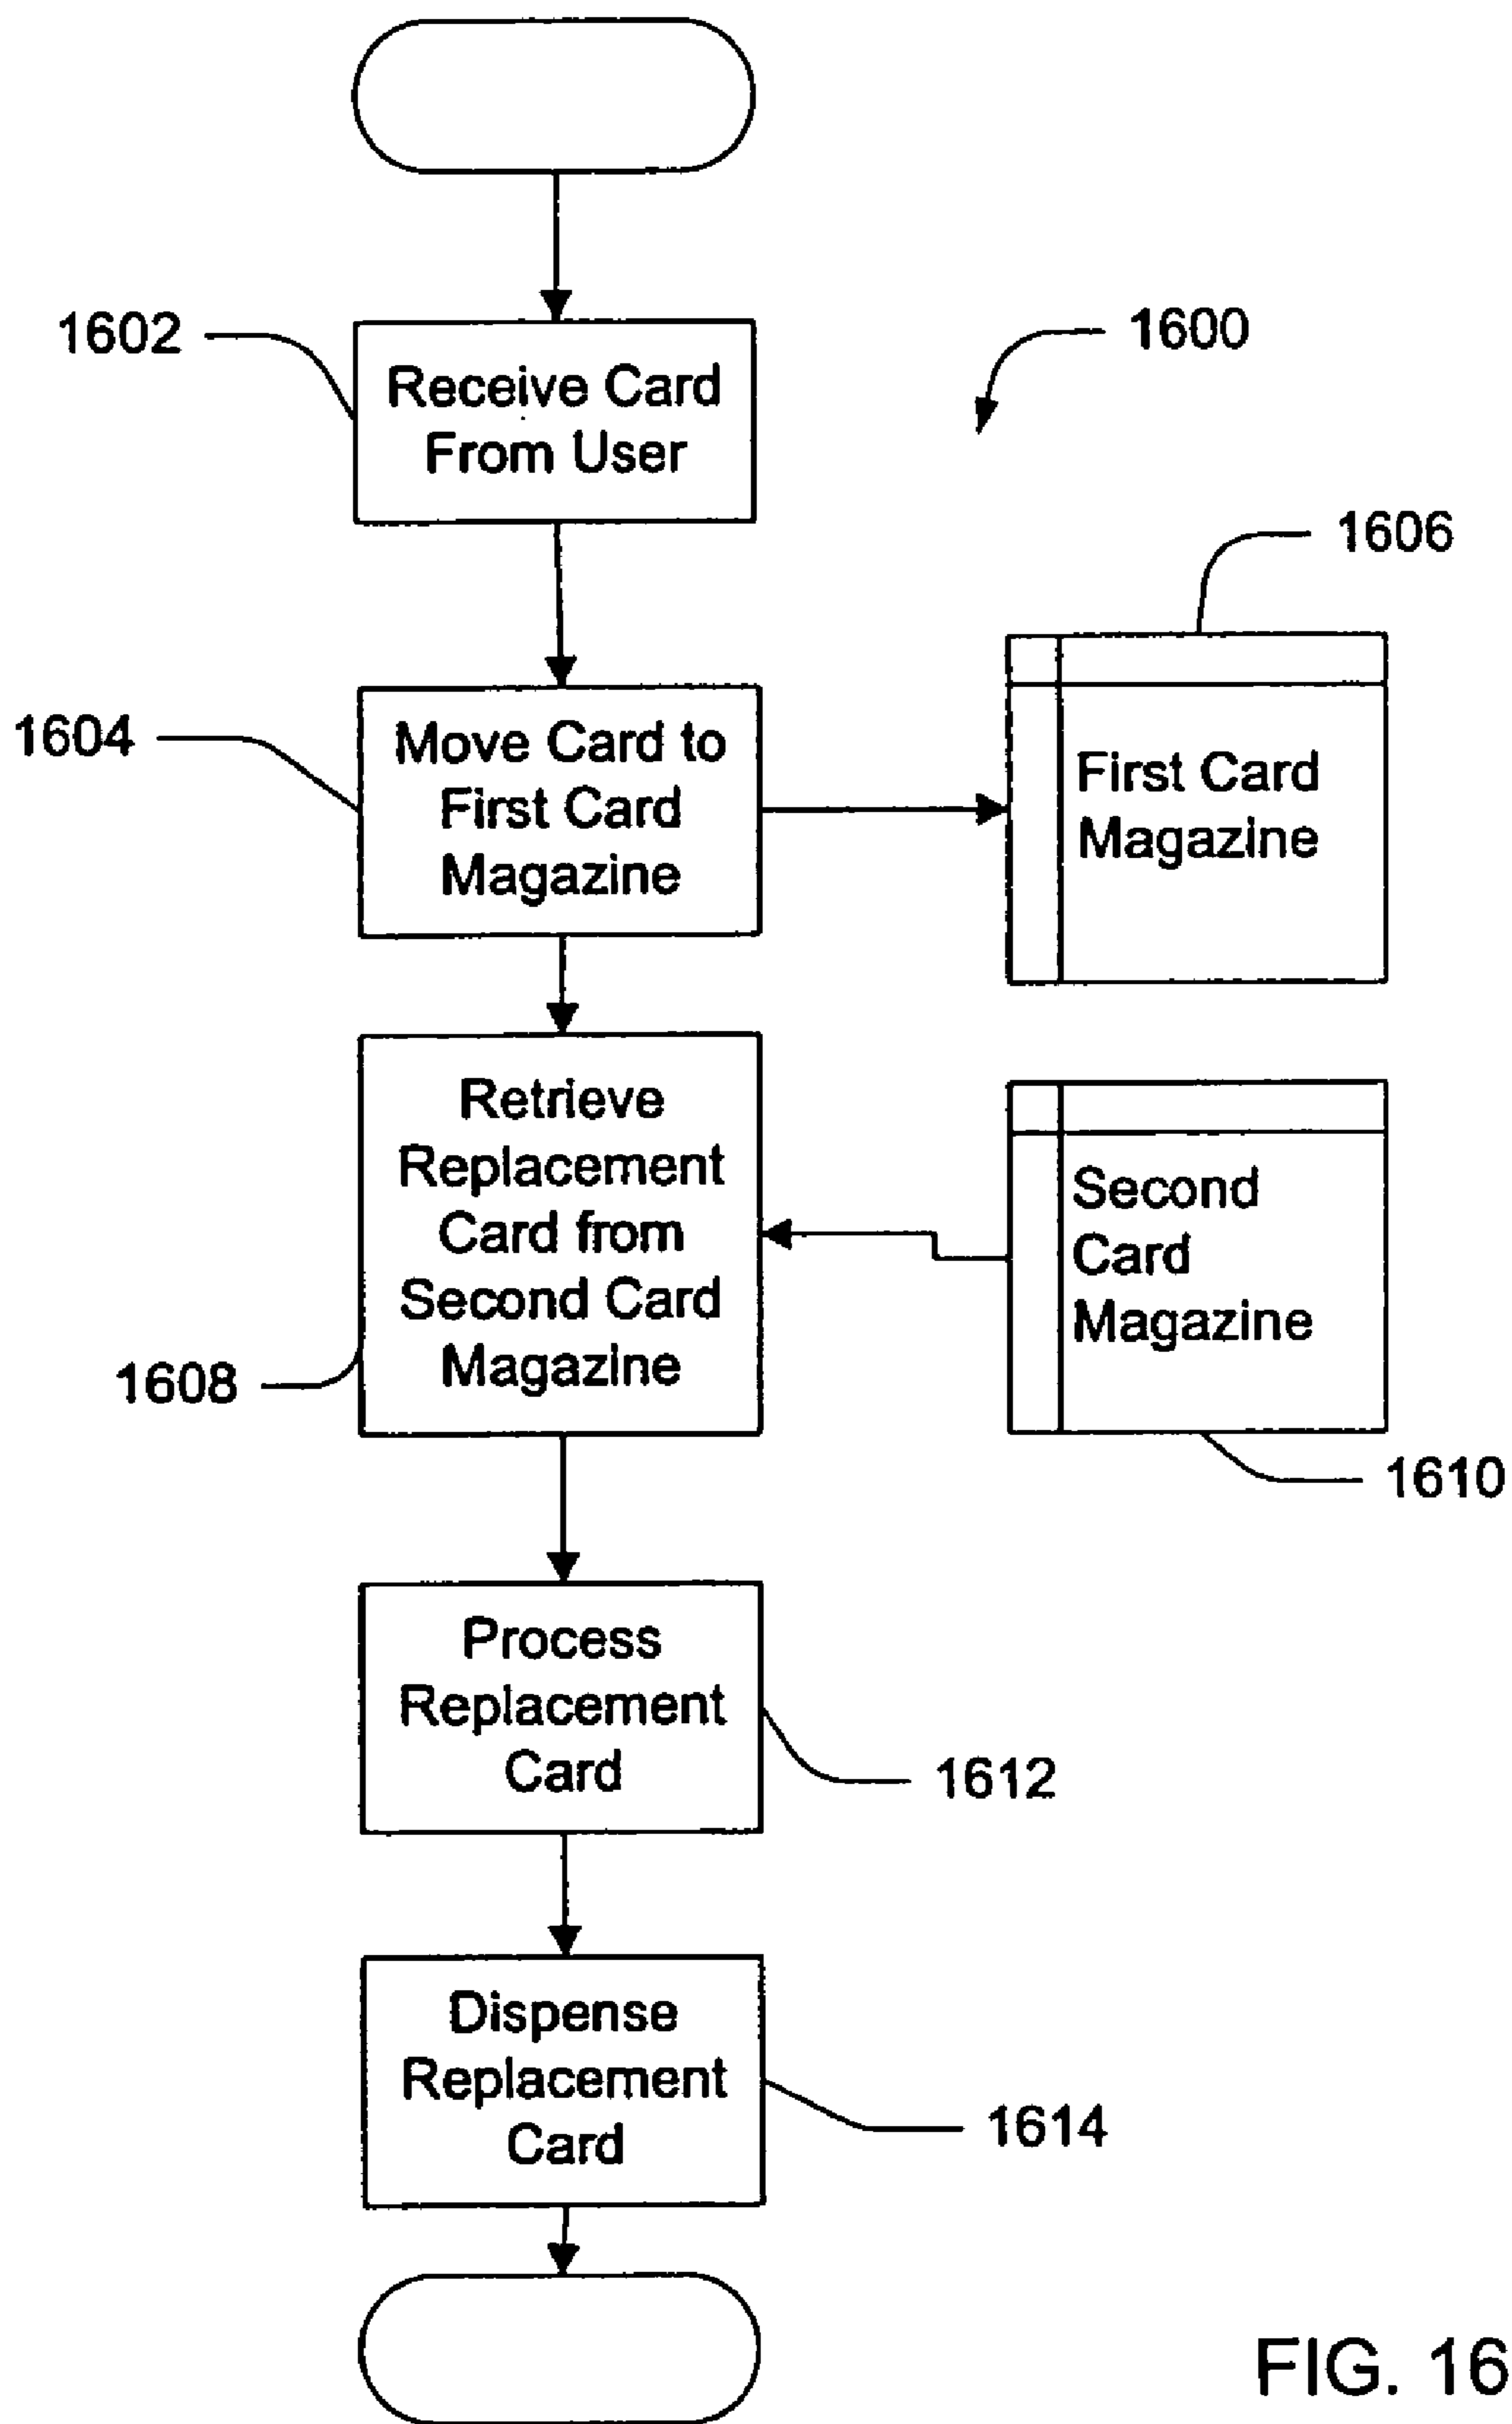 1602
Receive Card
From User
1600
1606
1604
Move Card to
First Card
Magazine
First Card
Magazine
Retrieve
Replacement
Card from
Second Card
Magazine
1608
Second
Card
Magazine
1610
Process
Replacement
Card
1612
Dispense
Replacement
Card
1614
FIG. 16